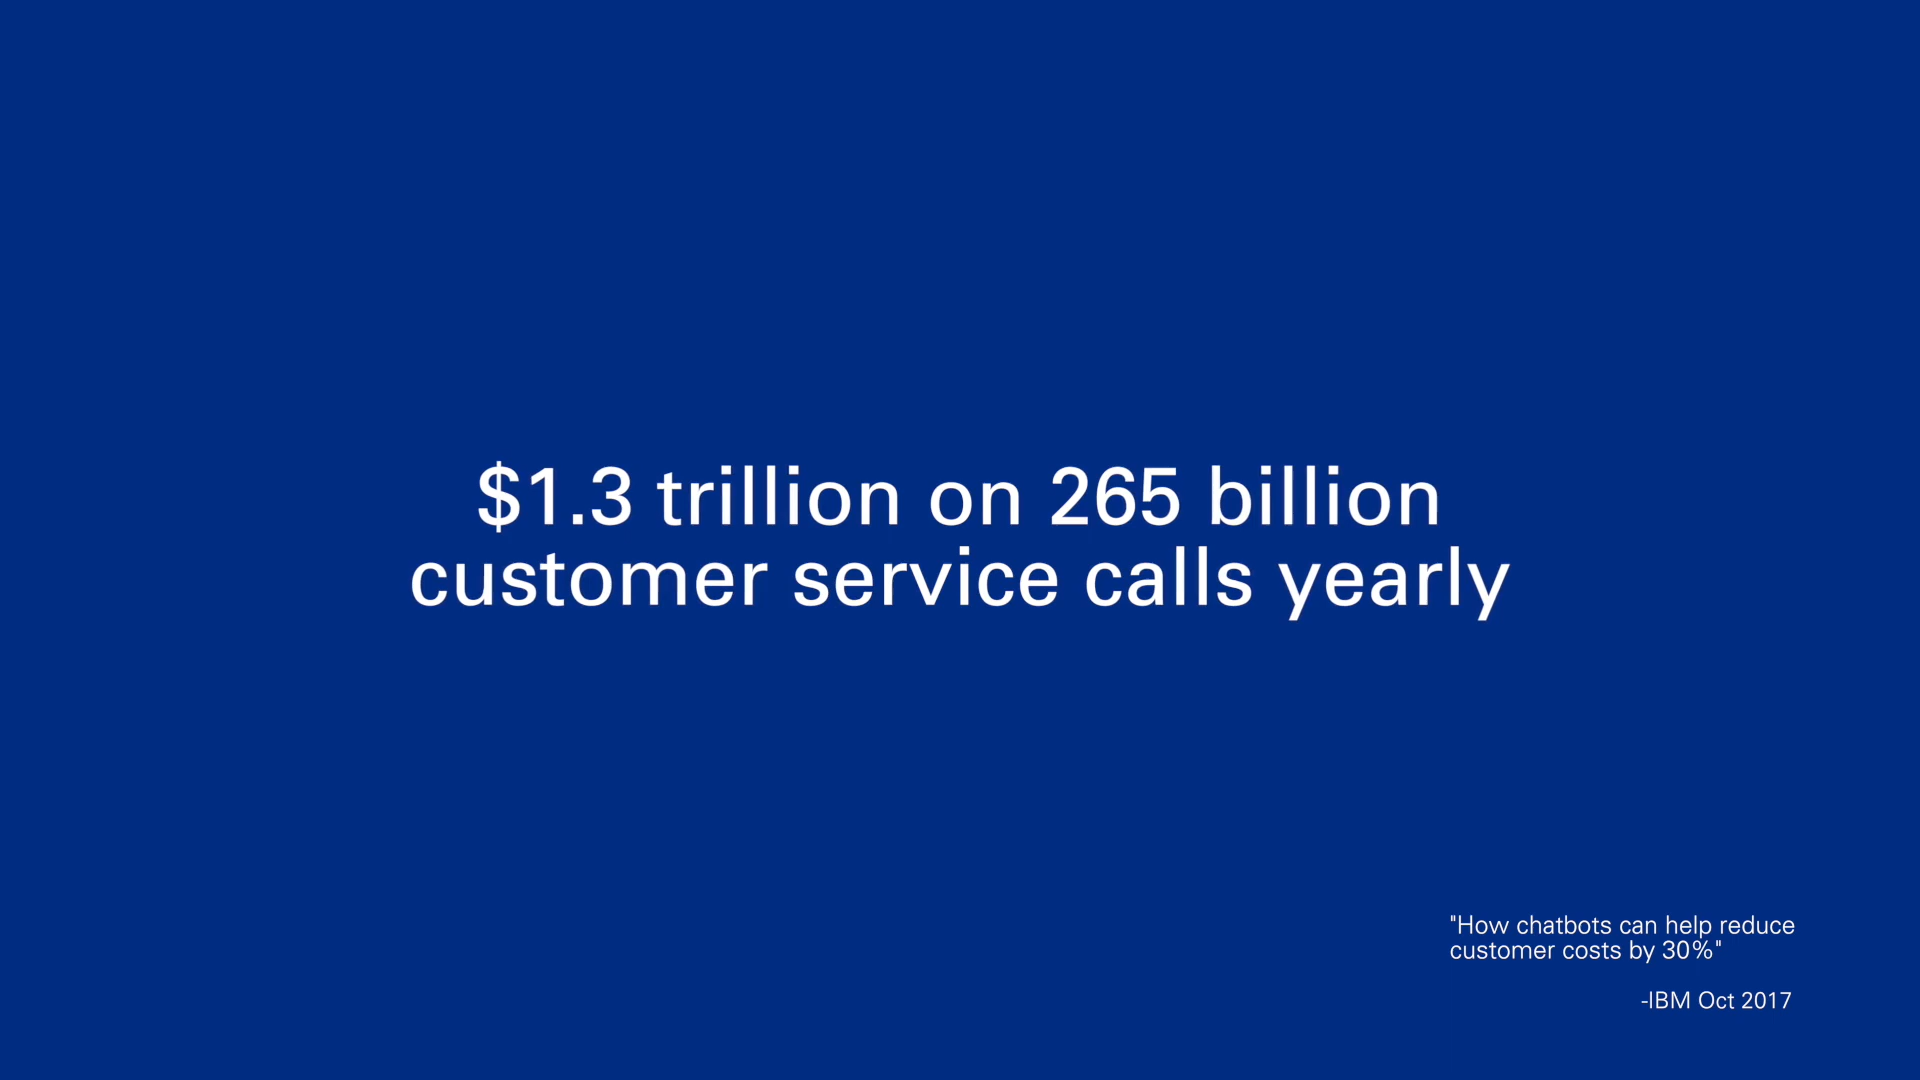 $1.3 trillion on 265 billion
customer service calls yearly
"How chatbots can help reduce
customer costs by 30%"
-IBM Oct 2017